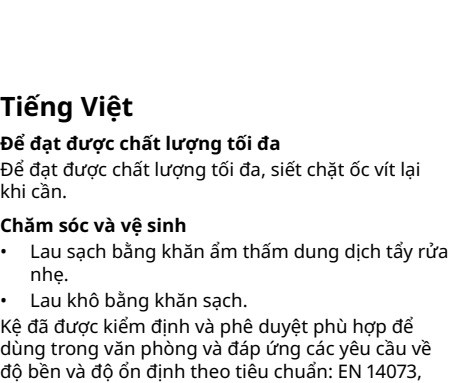 Tiếng Việt
Để đạt được chất lượng tối đa
Để đạt được chất lượng tối đa, siết chặt ốc vít lại
khi cần.
Chăm sóc và vệ sinh
• Lau sạch bằng khăn ẩm thấm dung dịch tẩy rửa
nhẹ.
• Lau khô bằng khăn sạch.
Kệ đã được kiểm định và phê duyệt phù hợp để
dùng trong văn phòng và đáp ứng các yêu cầu về
độ bền và độ ổn định theo tiêu chuẩn: EN 14073,